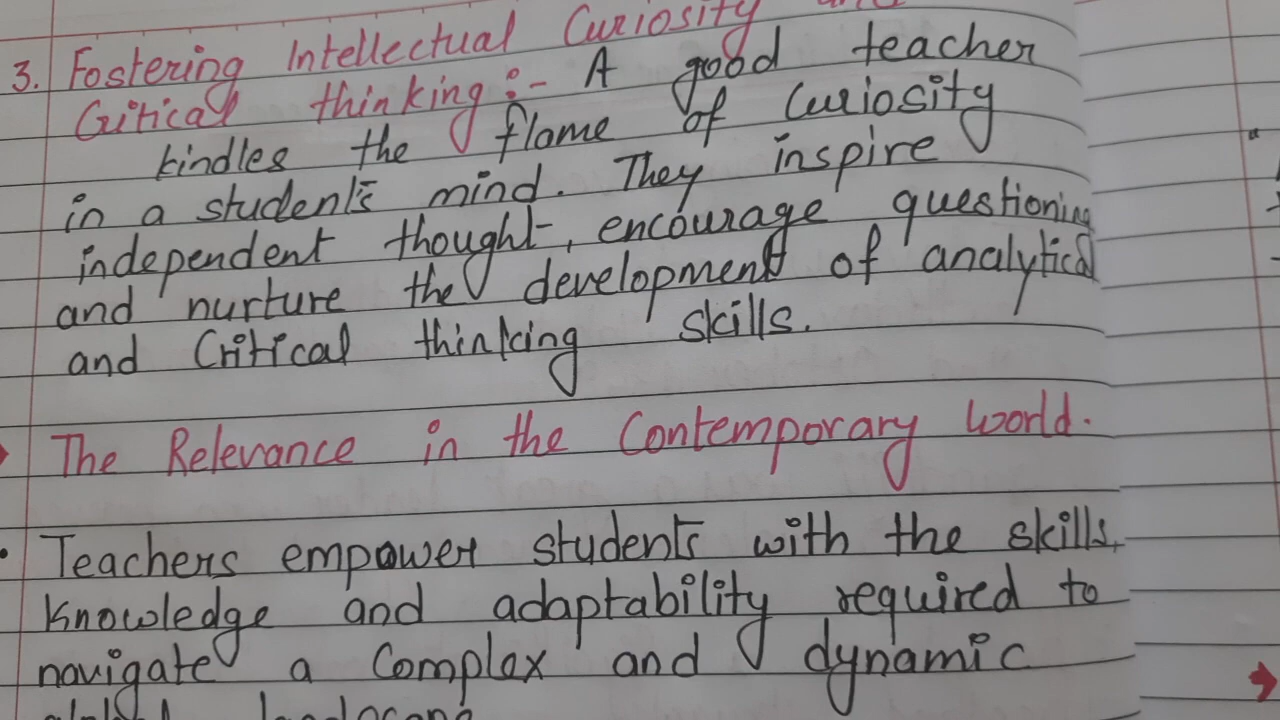 3. Fostering Intellectual Curiosity and
Critical thinking :- A good teacher
kindles the flame of Curiosity
in a student's mind. They inspire
independent thought, encourage questioning
and nurture the development of analytical
and Critical thinking skills.
The Relevance in the Contemporary World.
• Teachers empower students with the skills,
Knowledge and adaptability required to
navigate a Complex and dynamic
landscape